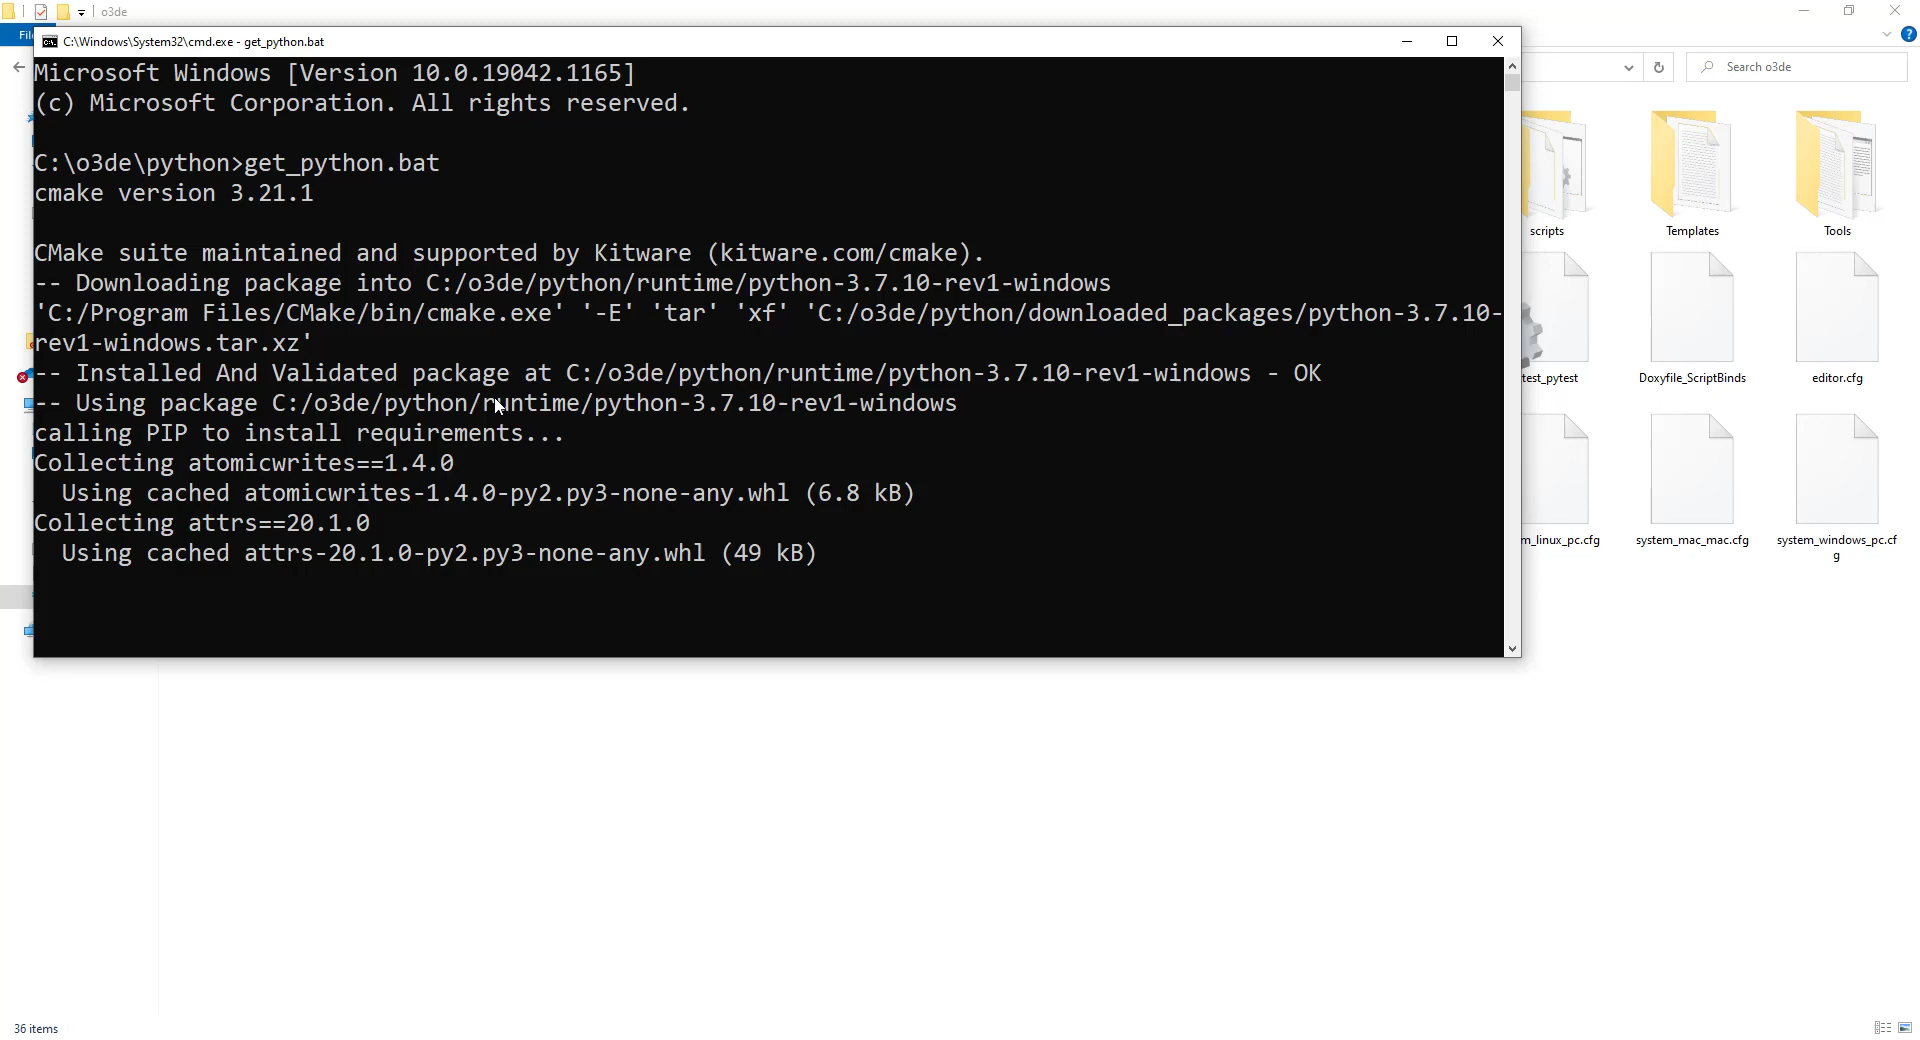 o3de
Fil
C:\Windows\System32\cmd.exe - get_python.bat
Microsoft Windows [Version 10.0.19042.1165]
(c) Microsoft Corporation. All rights reserved.
C:\o3de\python>get_python.bat
cmake version 3.21.1
CMake suite maintained and supported by Kitware (kitware.com/cmake).
-- Downloading package into C:/o3de/python/runtime/python-3.7.10-rev1-windows
'C:/Program Files/CMake/bin/cmake.exe' '-E' 'tar' 'xf' 'C:/o3de/python/downloaded_packages/python-3.7.10-
rev1-windows.tar.xz'
-- Installed And Validated package at C:/o3de/python/runtime/python-3.7.10-rev1-windows - OK
-- Using package C:/o3de/python/runtime/python-3.7.10-rev1-windows
calling PIP to install requirements...
Collecting atomicwrites==1.4.0
  Using cached atomicwrites-1.4.0-py2.py3-none-any.whl (6.8 kB)
Collecting attrs==20.1.0
  Using cached attrs-20.1.0-py2.py3-none-any.whl (49 kB)
Search o3de
scripts
Templates
Tools
test_pytest
Doxyfile_ScriptBinds
editor.cfg
m_linux_pc.cfg
system_mac_mac.cfg
system_windows_pc.cf
g
36 items